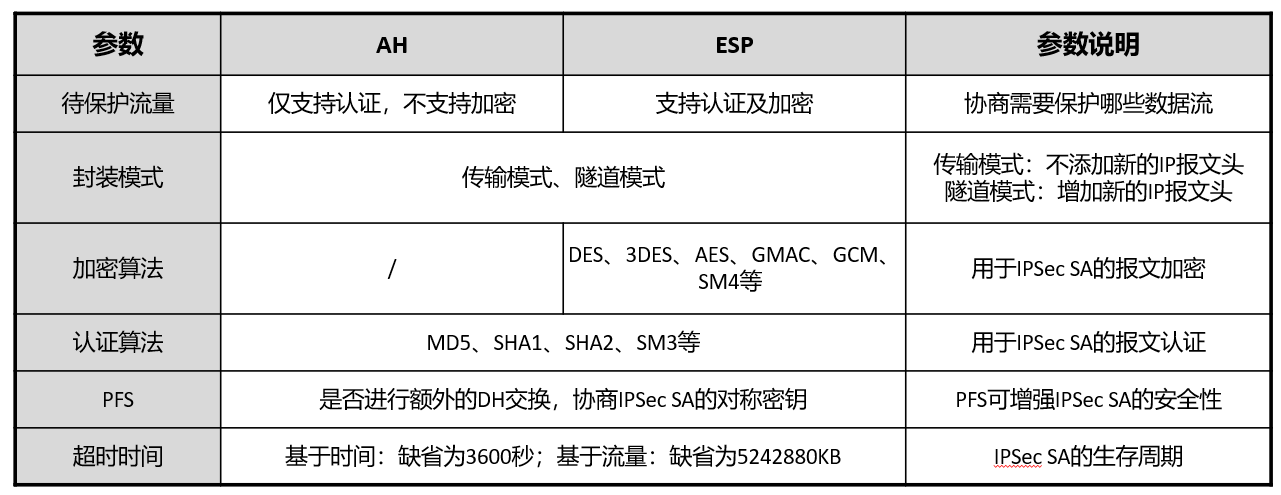 参数 AH ESP 参数说明
待保护流量 仅支持认证，不支持加密 支持认证及加密 协商需要保护哪些数据流
封装模式 传输模式、隧道模式 传输模式：不添加新的IP报文头
隧道模式：增加新的IP报文头
加密算法 / DES、3DES、AES、GMAC、GCM、
SM4等 用于IPSec SA的报文加密
认证算法 MD5、SHA1、SHA2、SM3等 用于IPSec SA的报文认证
PFS 是否进行额外的DH交换，协商IPSec SA的对称密钥 PFS可增强IPSec SA的安全性
超时时间 基于时间：缺省为3600秒；基于流量：缺省为5242880KB IPSec SA的生存周期